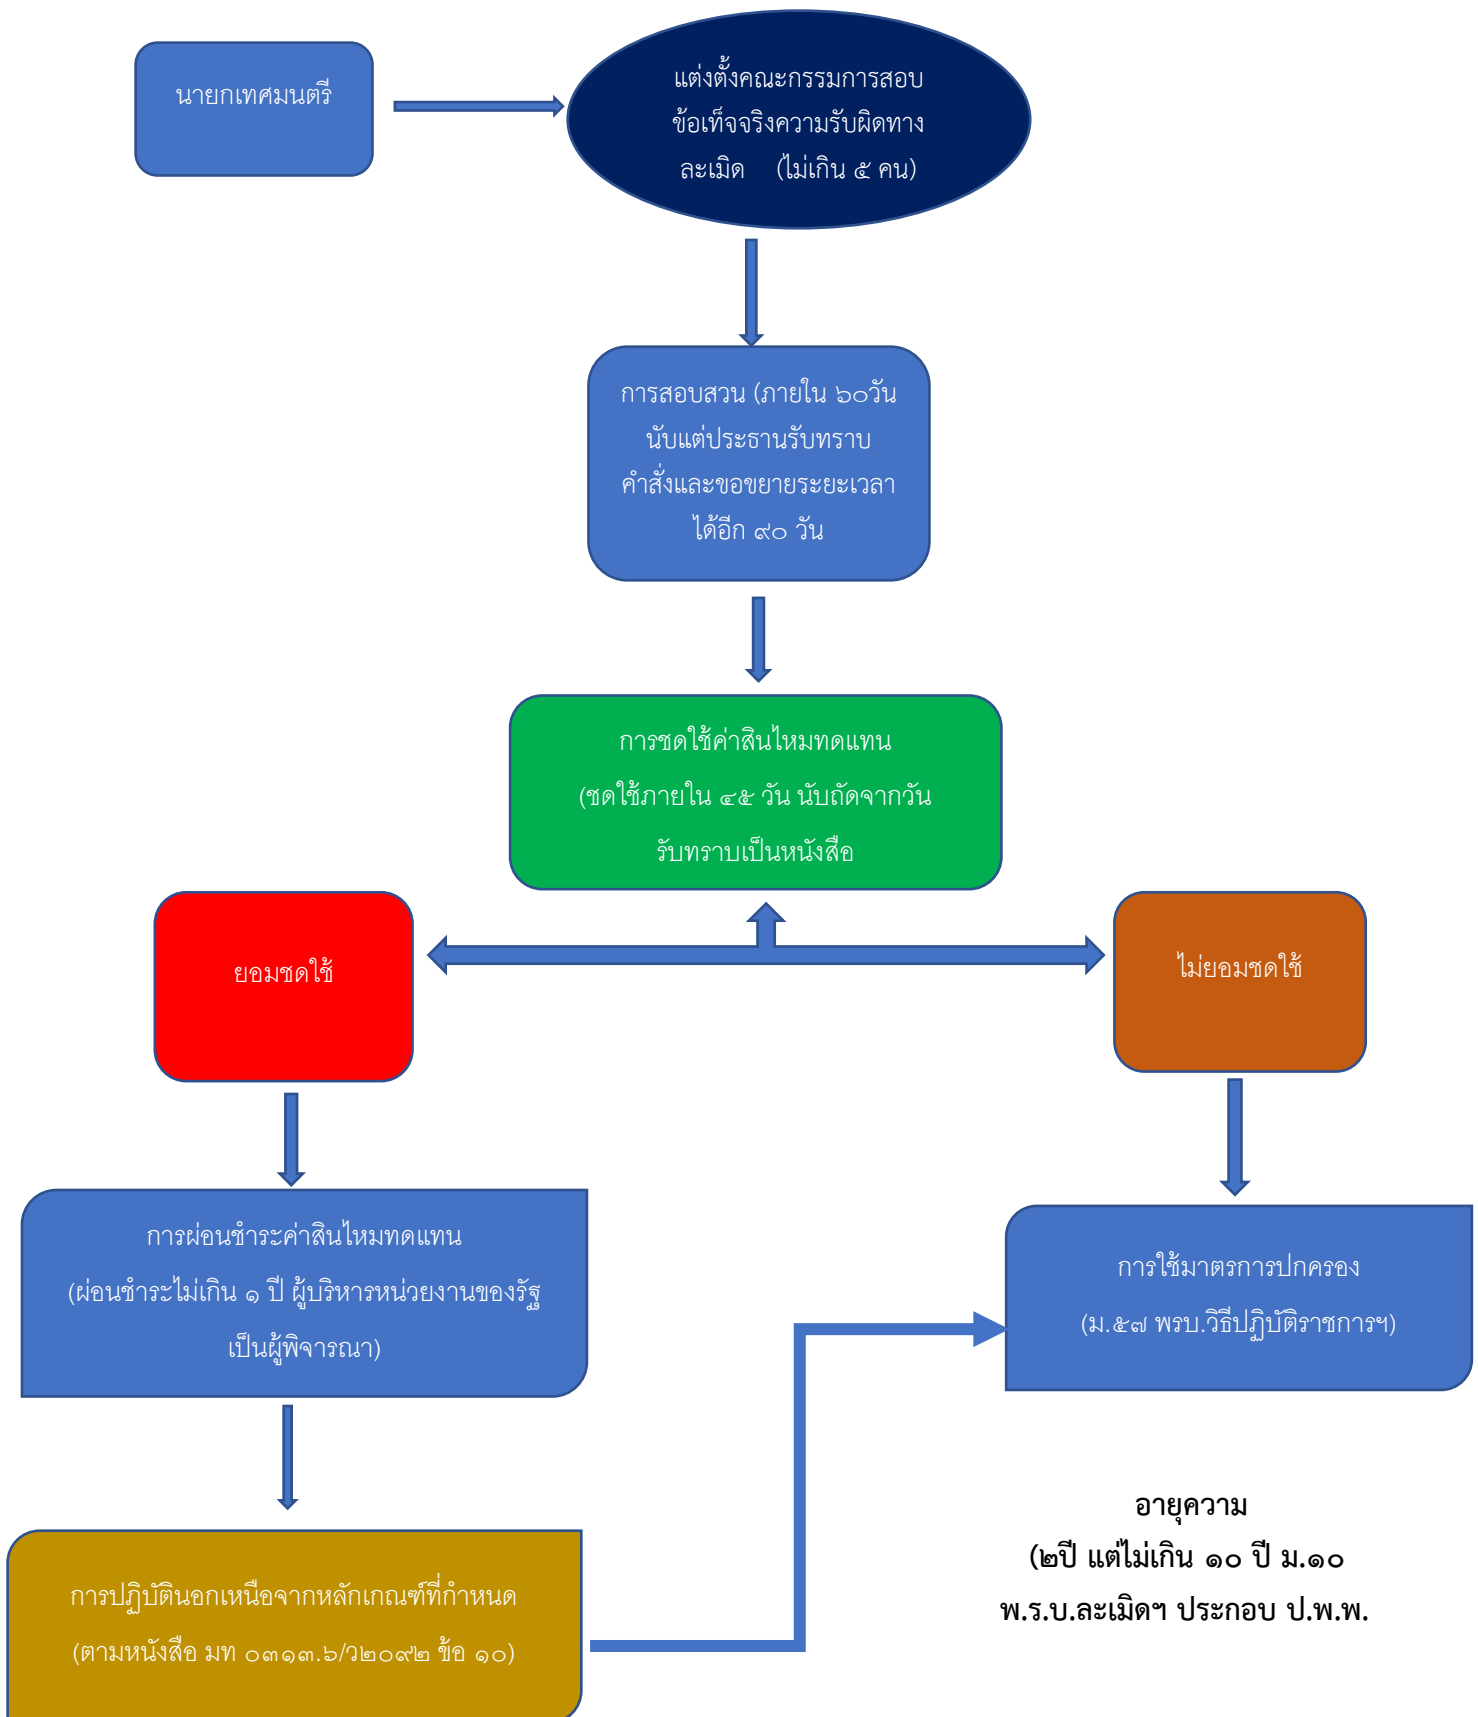 นายกเทศมนตรี
แต่งตั้งคณะกรรมการสอบ
ข้อเท็จจริงความรับผิดทาง
ละเมิด (ไม่เกิน ๕ คน)
การสอบสวน (ภายใน ๖๐วัน
นับแต่ประธานรับทราบ
คำสั่งและขอขยายระยะเวลา
ได้อีก ๙๐ วัน
การชดใช้ค่าสินไหมทดแทน
(ชดใช้ภายใน ๔๕ วัน นับถัดจากวัน
รับทราบเป็นหนังสือ
ยอมชดใช้
ไม่ยอมชดใช้
การผ่อนชำระค่าสินไหมทดแทน
(ผ่อนชำระไม่เกิน ๑ ปี ผู้บริหารหน่วยงานของรัฐ
เป็นผู้พิจารณา)
การใช้มาตรการปกครอง
(ม.๕๗ พรบ.วิธีปฏิบัติราชการฯ)
การปฏิบัตินอกเหนือจากหลักเกณฑ์ที่กำหนด
(ตามหนังสือ มท ๐๓๑๓.๖/ว๒๐๙๒ ข้อ ๑๐)
อายุความ
(๒ปี แต่ไม่เกิน ๑๐ ปี ม.๑๐
พ.ร.บ.ละเมิดฯ ประกอบ ป.พ.พ.